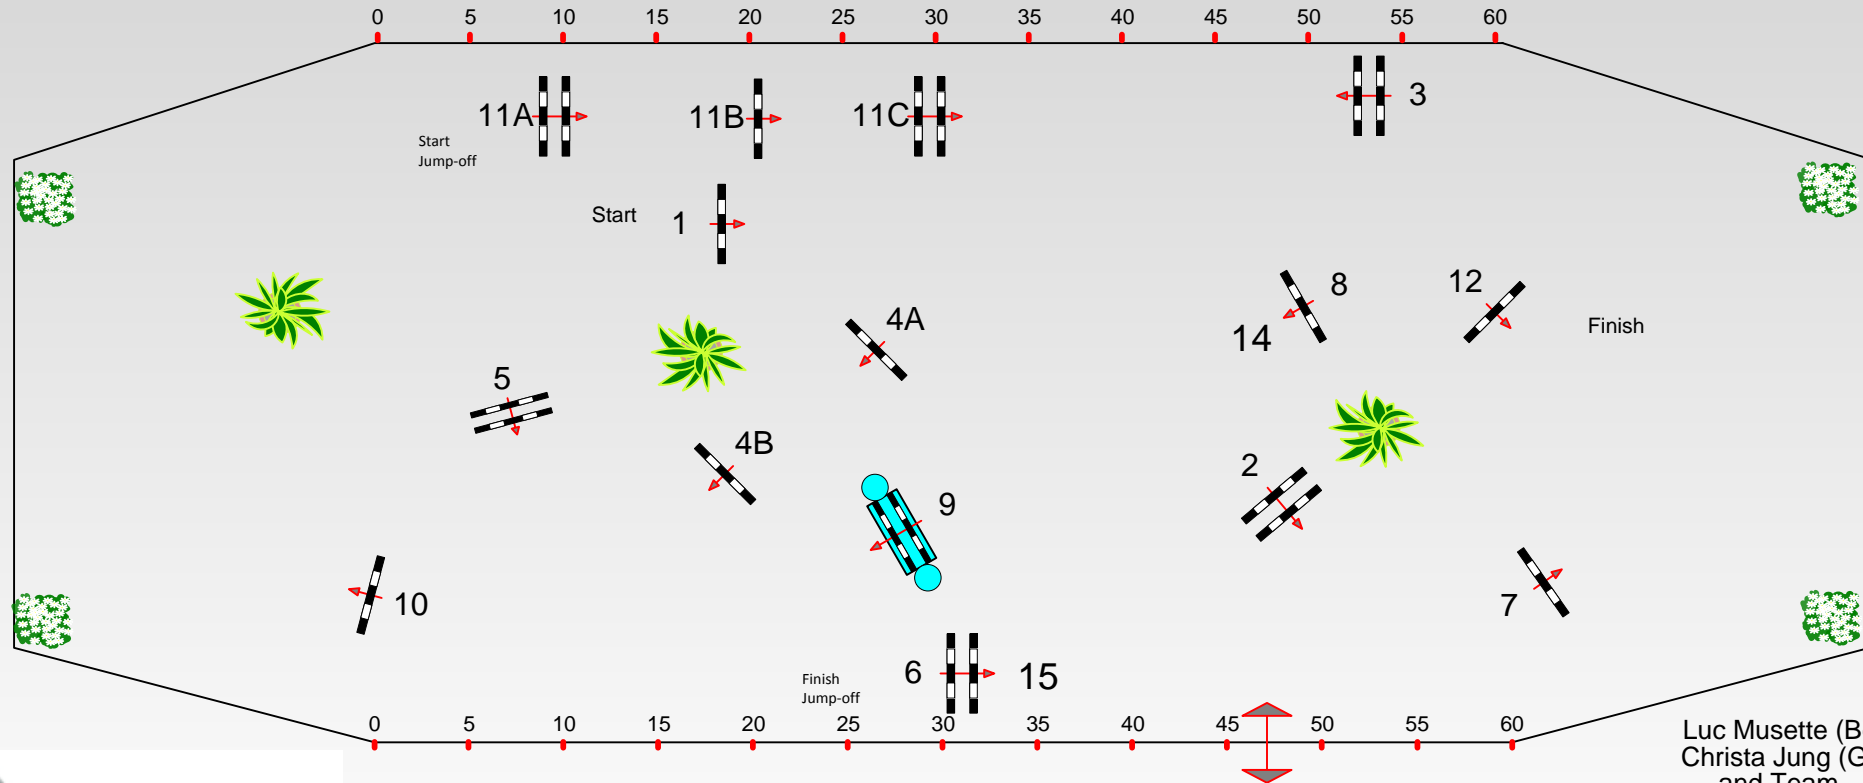 0 5 10 15 20 25 30 35 40 45 50 55 60
11A 11B 11C 3
Start
Jump-off
Start 1
8 12
4A 14 Finish
5
4B 2
9
10 7
6 15
Finish
Jump-off
0 5 10 15 20 25 30 35 40 45 50 55 60
Luc Musette (B
Christa Jung (G
and Team